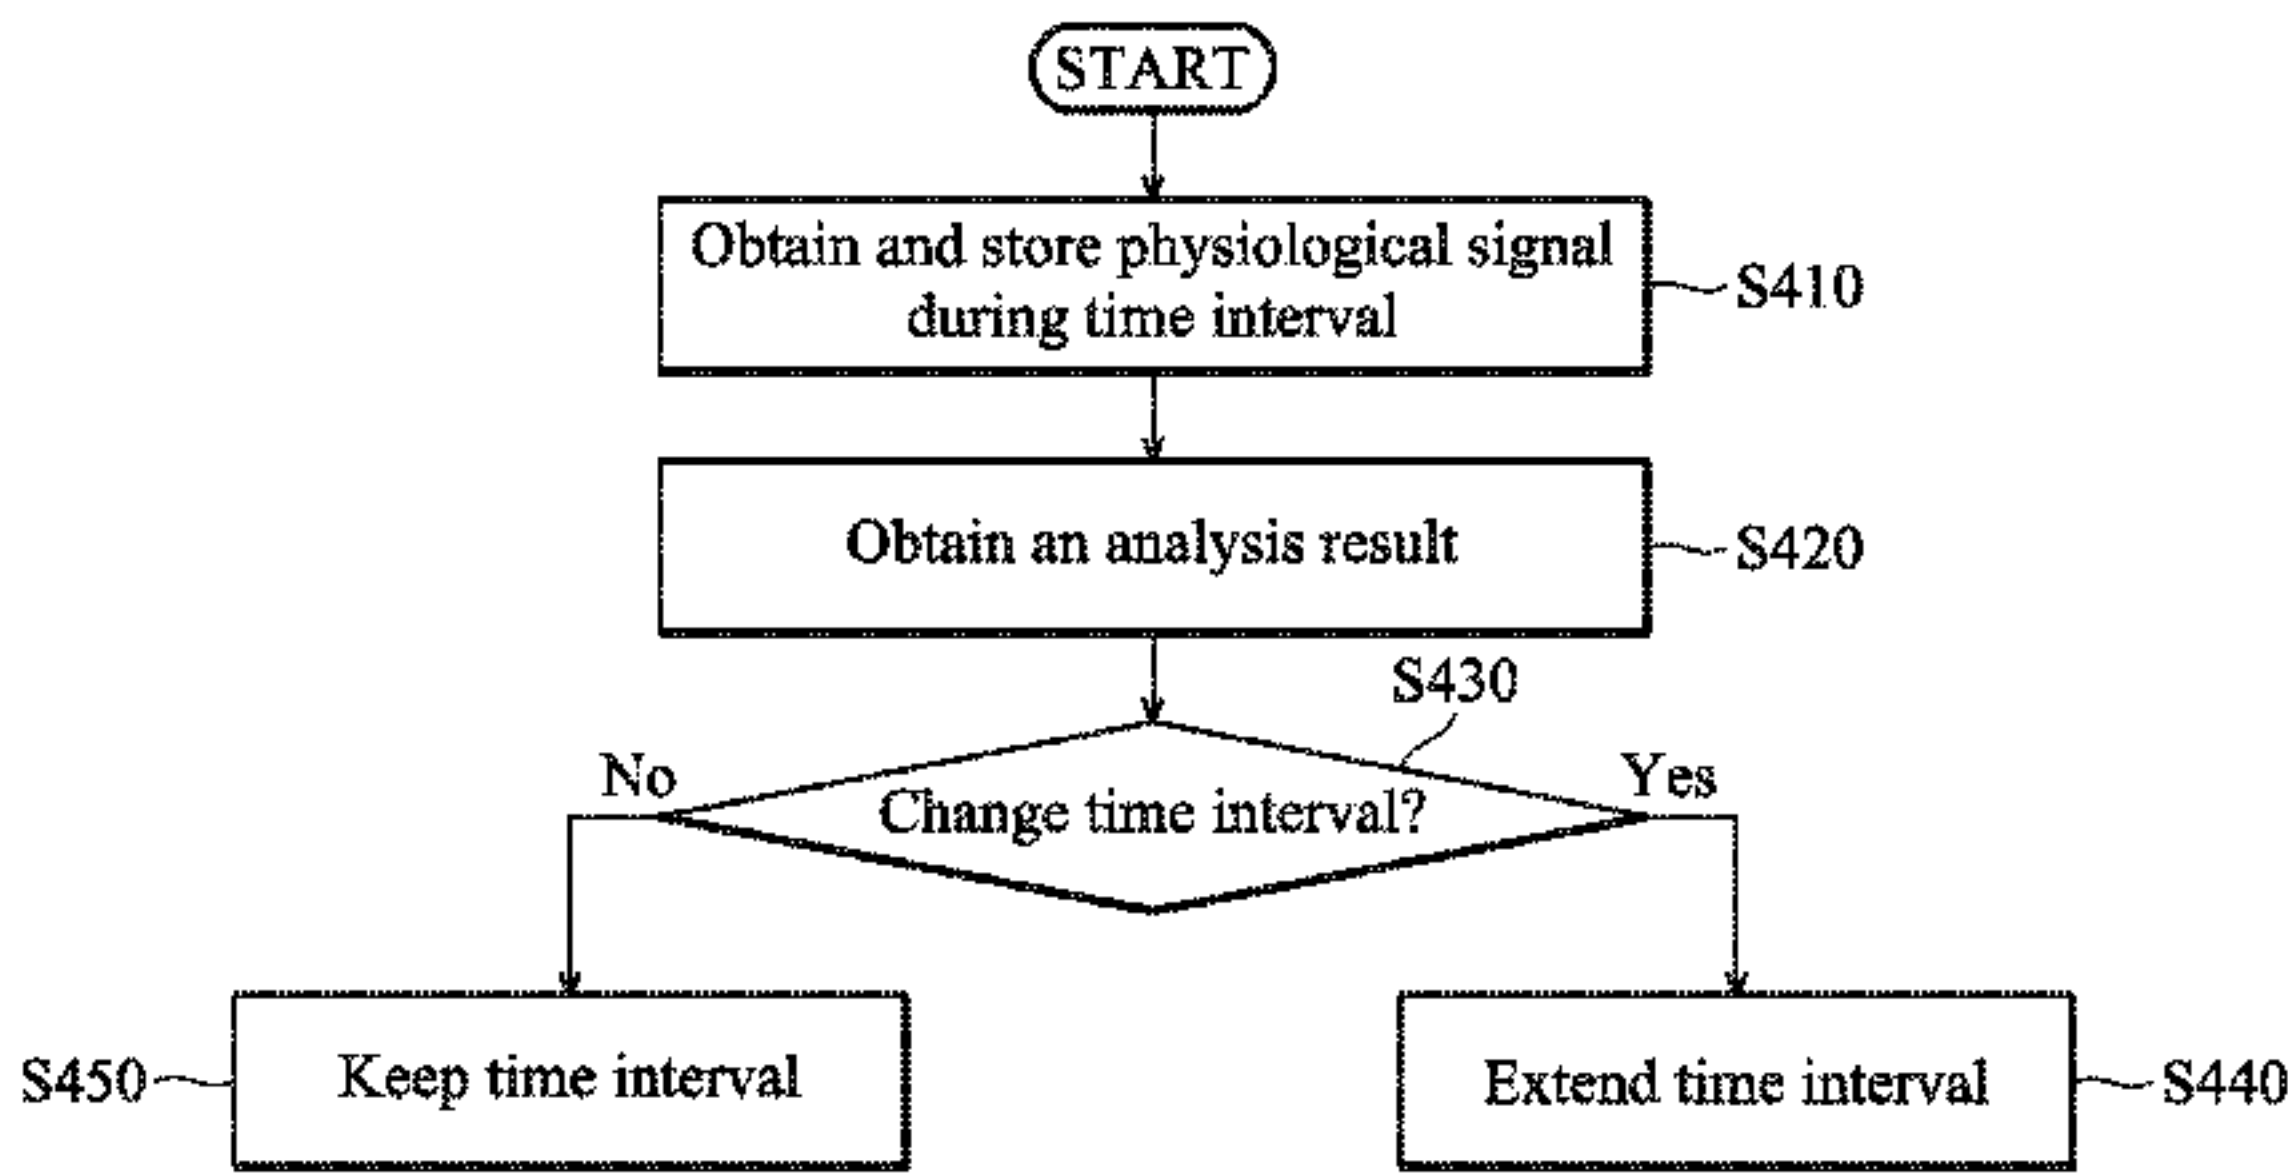 START
Obtain and store physiological signal
during time interval
S410
Obtain an analysis result
S420
S430
No
Change time interval?
Yes
S450
Keep time interval
Extend time interval
S440